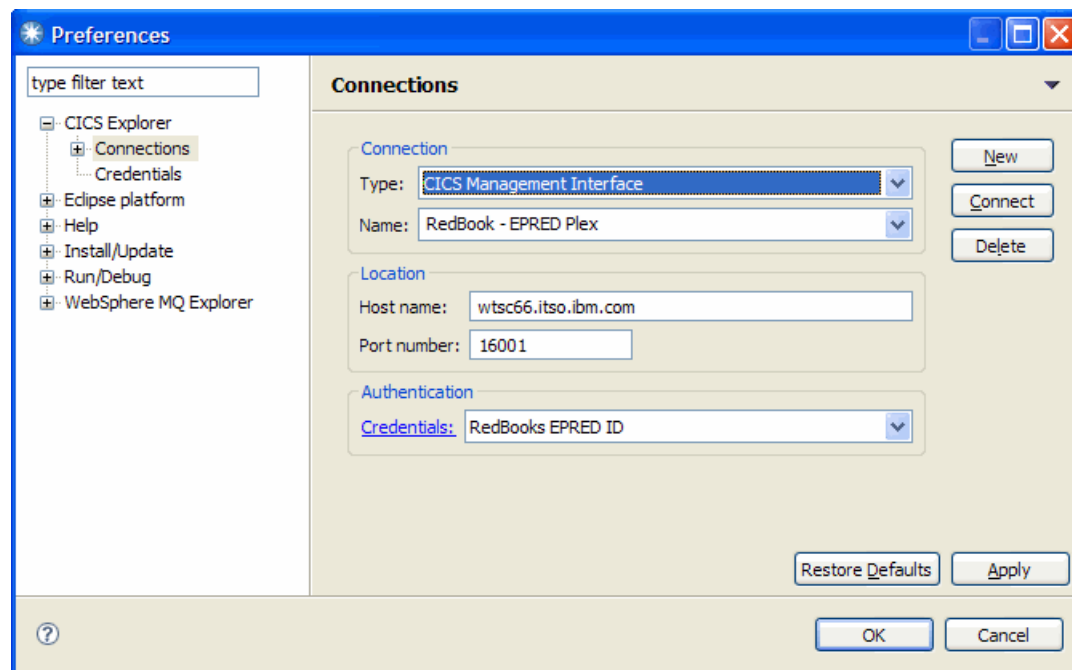 Preferences
type filter text
CICS Explorer
Connections
Credentials
Eclipse platform
Help
Install/Update
Run/Debug
WebSphere MQ Explorer
Connections
Connection
Type: CICS Management Interface
Name: RedBook - EPRED Plex
New
Connect
Delete
Location
Host name: wtsc66.itso.ibm.com
Port number: 16001
Authentication
Credentials: RedBooks EPRED ID
Restore Defaults Apply
OK Cancel